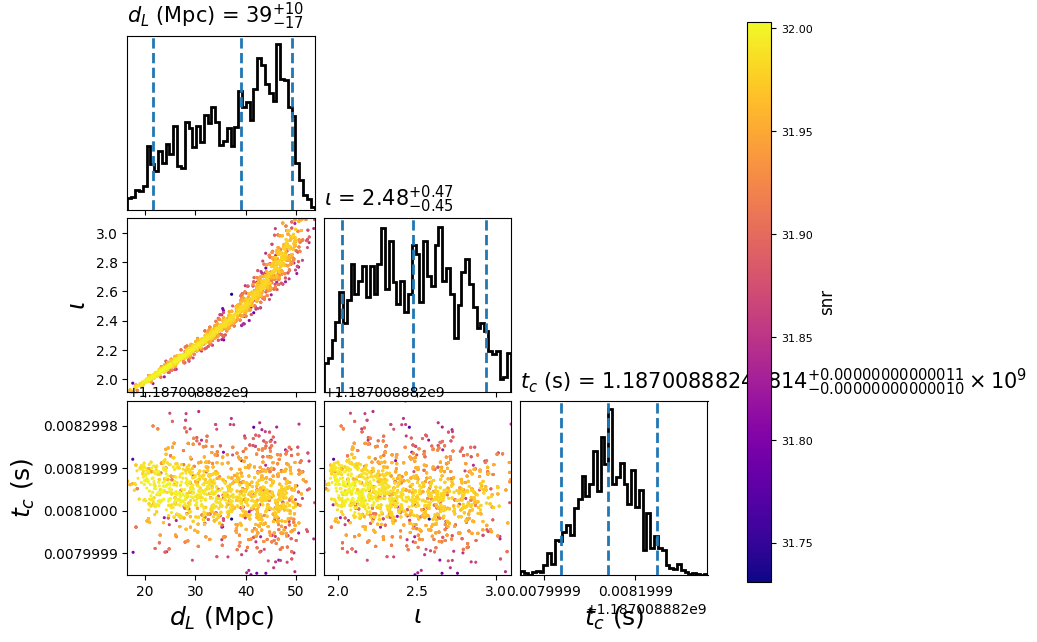 d_L (Mpc) = 39^{+10}_{-17}
32.00
31.95
ι = 2.48^{+0.47}_{-0.45}
3.0
2.8
2.6
2.4
2.2
2.0
ι
31.90
snr
31.85
+1.187008882e9
+1.187008882e9
t_c (s) = 1.1870088824 814^{+0.00000000000011}_{-0.00000000000010} × 10^9
0.0082998
0.0081999
0.0081000
0.0079999
t_c (s)
31.80
31.75
20
30
40
50
2.0
2.5
3.0
0.0079999
0.0081999
+1.187008882e9
d_L (Mpc)
ι
t_c (s)